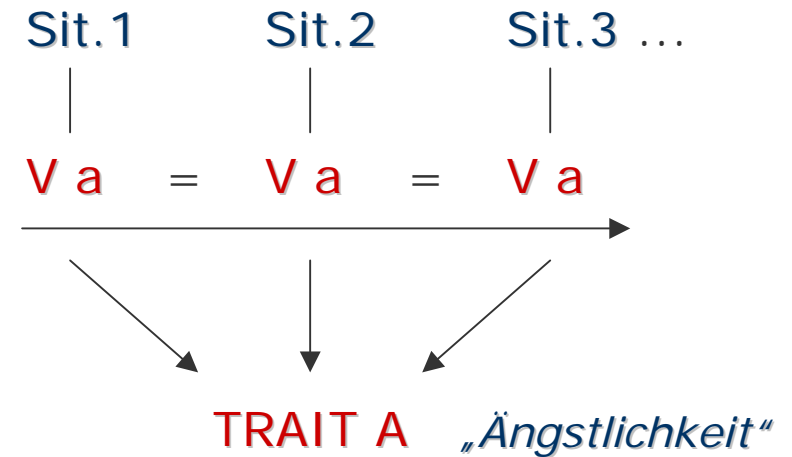 Sit.1 Sit.2 Sit.3 ...
V a = V a = V a
TRAIT A „Ängstlichkeit“